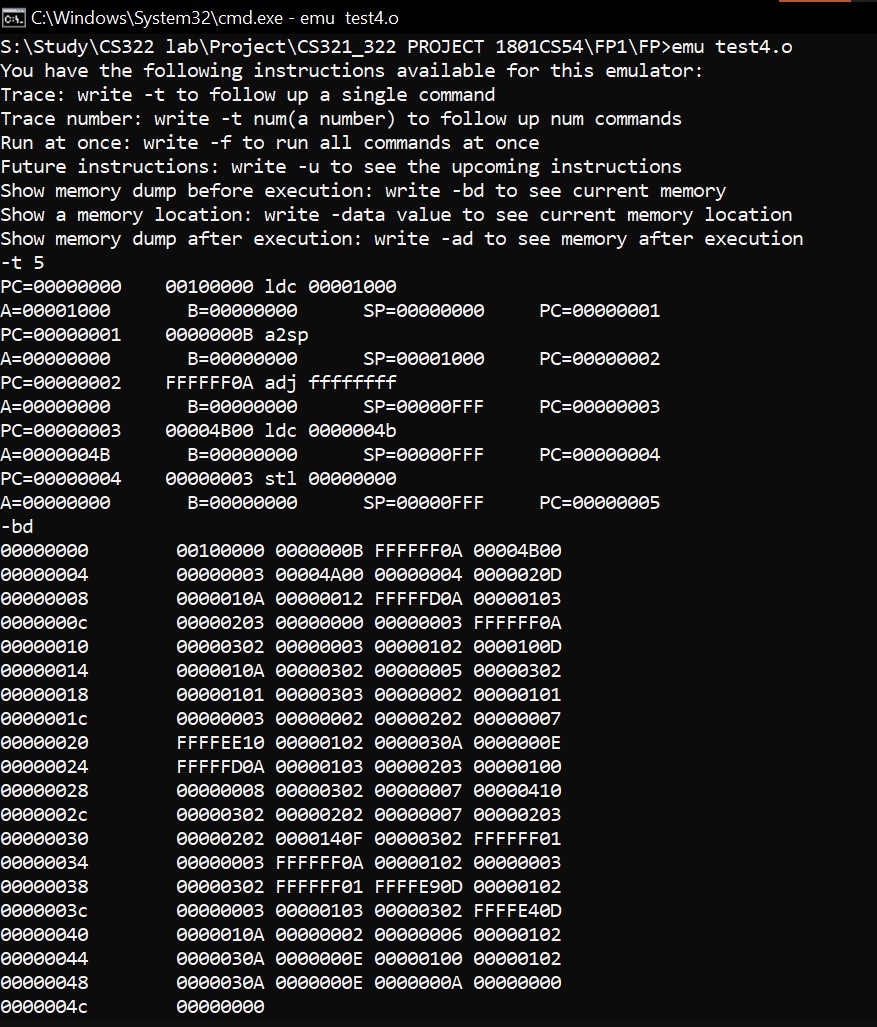 C:\Windows\System32\cmd.exe - emu  test4.o
S:\Study\CS322 lab\Project\CS321_322 PROJECT 1801CS54\FP1\FP>emu test4.o
You have the following instructions available for this emulator:
Trace: write -t to follow up a single command
Trace number: write -t num(a number) to follow up num commands
Run at once: write -f to run all commands at once
Future instructions: write -u to see the upcoming instructions
Show memory dump before execution: write -bd to see current memory
Show a memory location: write -data value to see current memory location
Show memory dump after execution: write -ad to see memory after execution
-t 5
PC=00000000    00100000 ldc 00001000
A=00001000       B=00000000      SP=00000000     PC=00000001
PC=00000001    0000000B a2sp
A=00000000       B=00000000      SP=00001000     PC=00000002
PC=00000002    FFFFFF0A adj ffffffff
A=00000000       B=00000000      SP=00000FFF     PC=00000003
PC=00000003    00004B00 ldc 0000004b
A=0000004B       B=00000000      SP=00000FFF     PC=00000004
PC=00000004    00000003 stl 00000000
A=00000000       B=00000000      SP=00000FFF     PC=00000005
-bd
00000000        00100000 0000000B FFFFFF0A 00004B00
00000004        00000003 00004A00 00000004 0000020D
00000008        0000010A 00000012 FFFFFD0A 00000103
0000000c        00000203 00000000 00000003 FFFFFF0A
00000010        00000302 00000003 00000102 0000100D
00000014        0000010A 00000302 00000005 00000302
00000018        00000101 00000303 00000002 00000101
0000001c        00000003 00000002 00000202 00000007
00000020        FFFFEE10 00000102 0000030A 0000000E
00000024        FFFFFD0A 00000103 00000203 00000100
00000028        00000008 00000302 00000007 00000410
0000002c        00000302 00000202 00000007 00000203
00000030        00000202 0000140F 00000302 FFFFFF01
00000034        00000003 FFFFFF0A 00000102 00000003
00000038        00000302 FFFFFF01 FFFFE90D 00000102
0000003c        00000003 00000103 00000302 FFFFE40D
00000040        0000010A 00000002 00000006 00000102
00000044        0000030A 0000000E 00000100 00000102
00000048        0000030A 0000000E 0000000A 00000000
0000004c        00000000